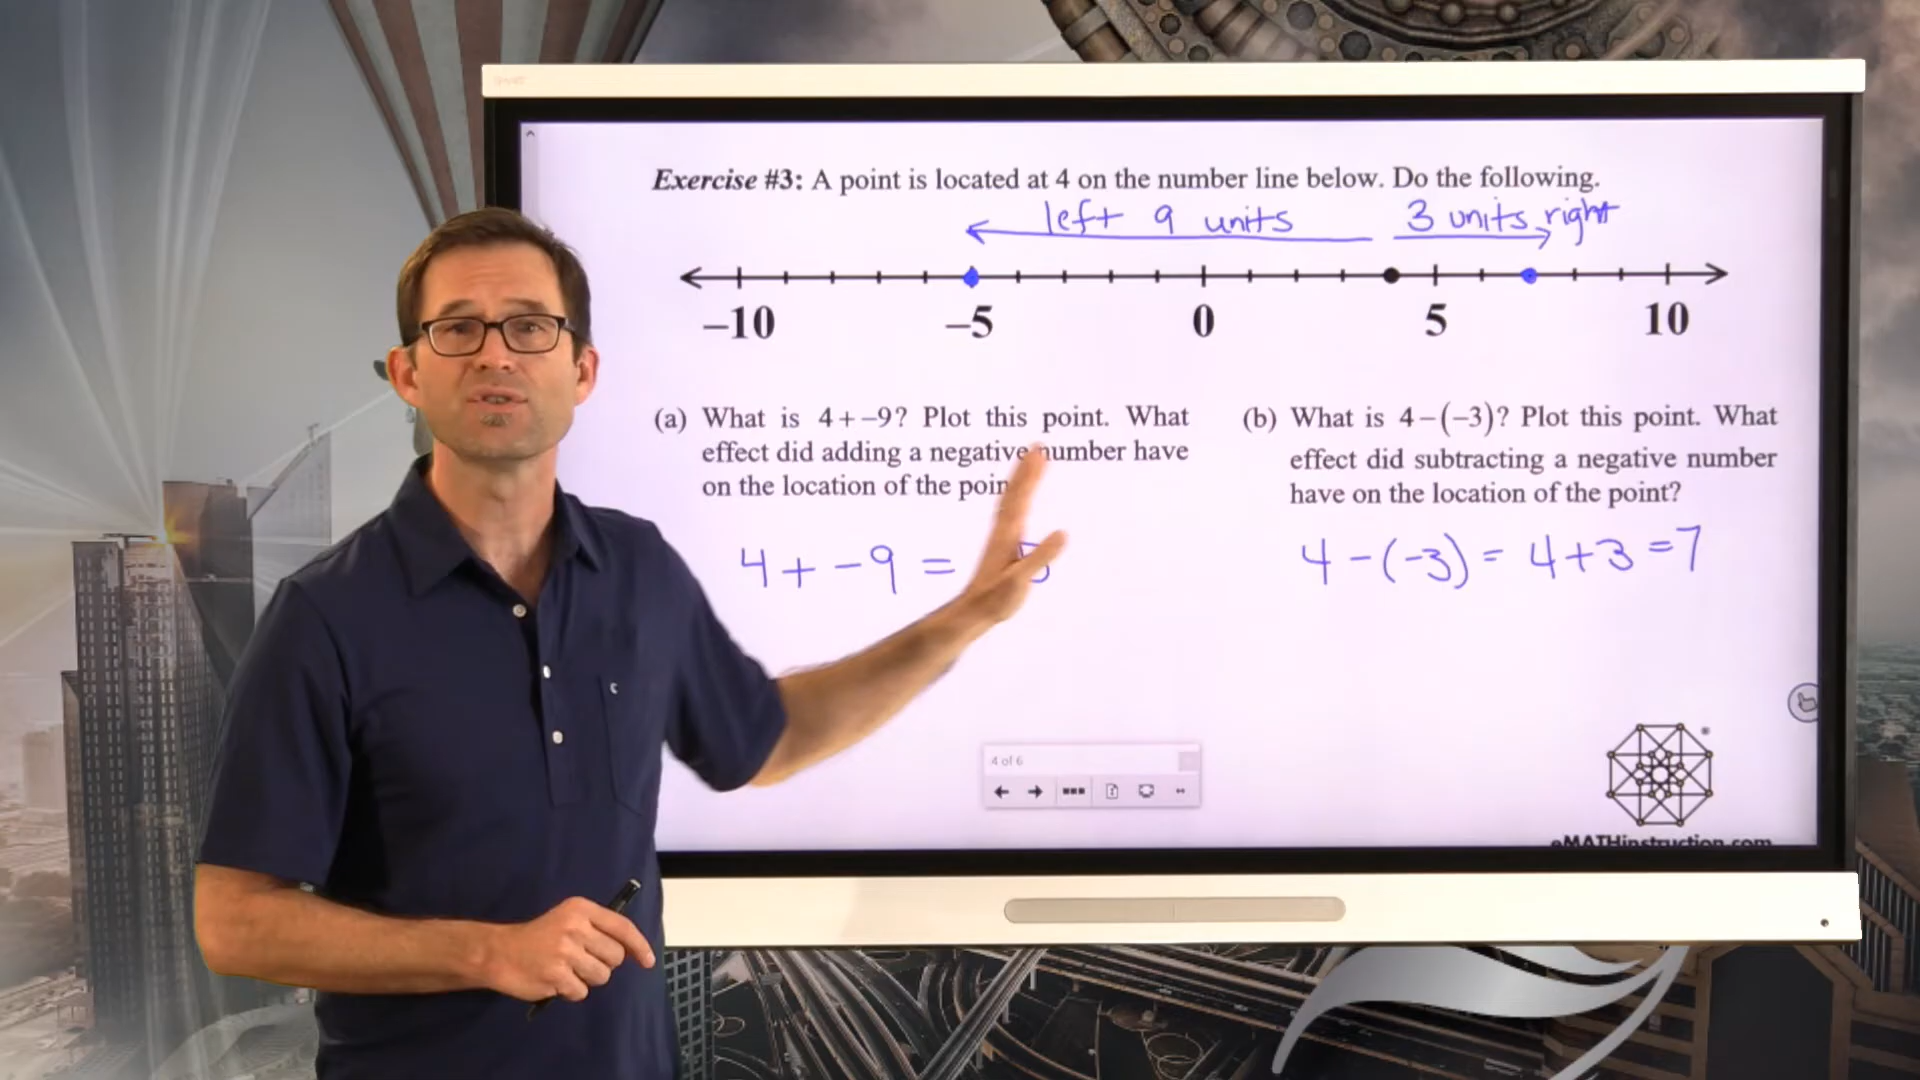 Exercise #3: A point is located at 4 on the number line below. Do the following.
left 9 units 3 units right
–10 –5 0 5 10
(a) What is 4+–9? Plot this point. What
effect did adding a negative number have
on the location of the
4 + -9 =
(b) What is 4–(–3)? Plot this point. What
effect did subtracting a negative number
have on the location of the point?
4 - (-3) = 4+3 = 7
4 of 6
eMATHinstruction.com